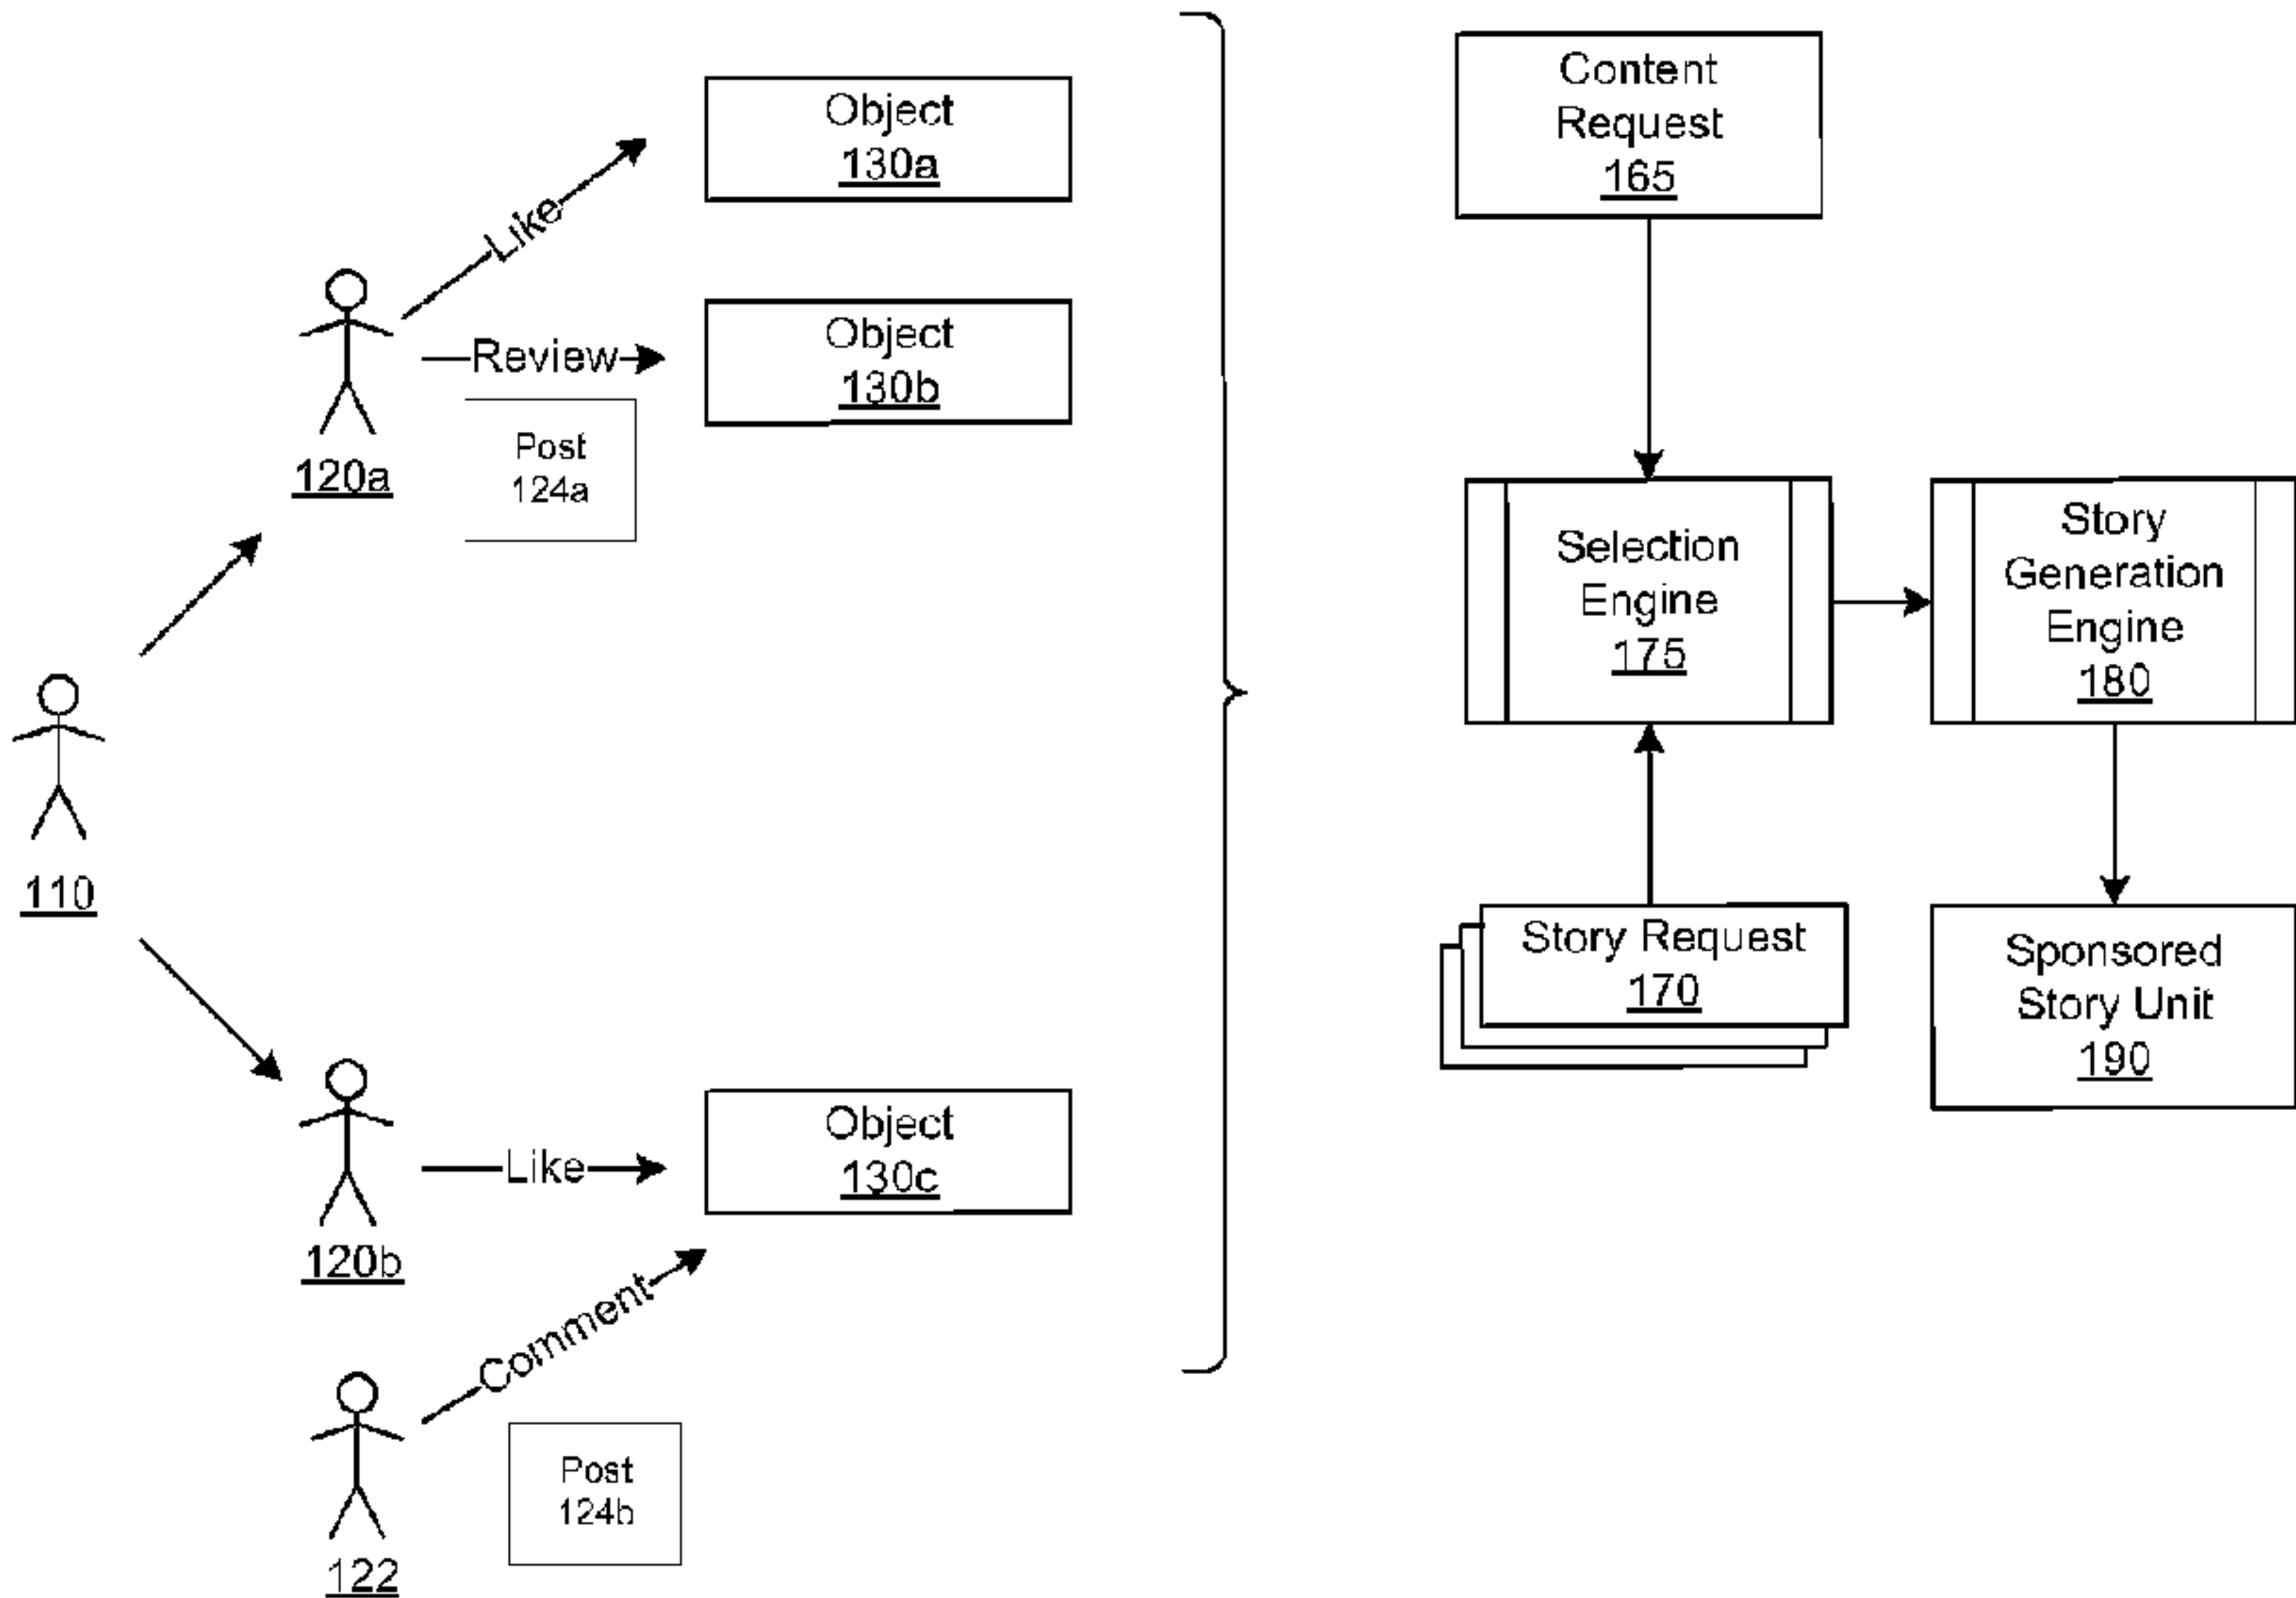 Object
130a
Like
Object
130b
Review
Post
124a
120a
110
Object
130c
Like
120b
Comment
Post
124b
122
Content
Request
165
Selection
Engine
175
Story
Generation
Engine
180
Story Request
170
Sponsored
Story Unit
190